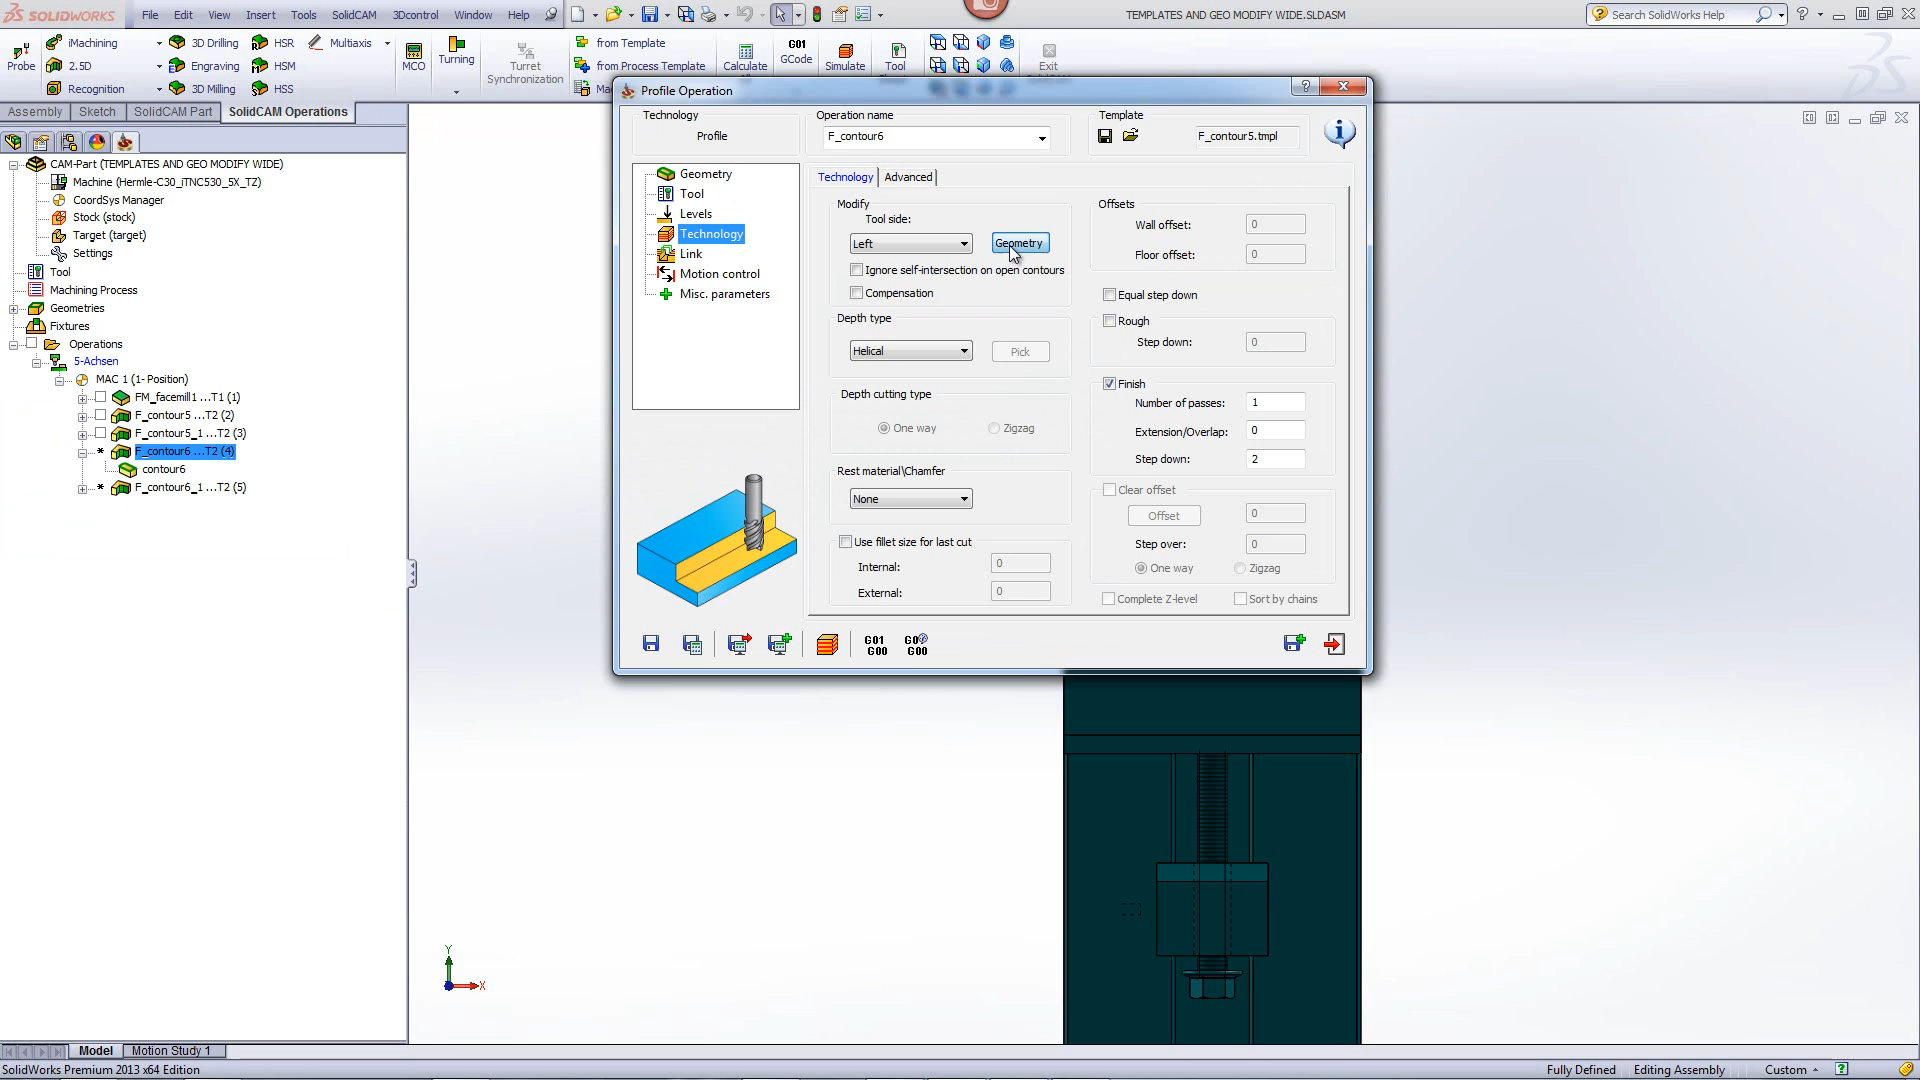 SOLIDWORKS File Edit View Insert Tools SolidCAM 3Dcontrol Window Help TEMPLATES AND GEO MODIFY WIDE.SLDASM Search SolidWorks Help
Probe iMachining 2.5D Recognition 3D Drilling Engraving 3D Milling HSR HSM HSS Multiaxis MCO Turning Turret Synchronization from Template from Process Template Calculate G01 GCode Simulate Tool Exit
Assembly Sketch SolidCAM Part SolidCAM Operations
CAM-Part (TEMPLATES AND GEO MODIFY WIDE)
Machine (Hermle-C30_iTNC530_5X_TZ)
CoordSys Manager
Stock (stock)
Target (target)
Settings
Tool
Machining Process
Geometries
Fixtures
Operations
5-Achsen
MAC 1 (1- Position)
FM_facemill1 ...T1 (1)
F_contour5 ...T2 (2)
F_contour5_1 ...T2 (3)
F_contour6 ...T2 (4)
contour6
F_contour6_1 ...T2 (5)
Profile Operation
Technology
Profile
Operation name
F_contour6
Template
F_contour5.tmpl
Geometry
Tool
Levels
Technology
Link
Motion control
Misc. parameters
Technology Advanced
Modify
Tool side:
Left Geometry
Ignore self-intersection on open contours
Compensation
Depth type
Helical Pick
Depth cutting type
One way Zigzag
Rest material\Chamfer
None
Use fillet size for last cut
Internal: 0
External: 0
Offsets
Wall offset: 0
Floor offset: 0
Equal step down
Rough
Step down: 0
Finish
Number of passes: 1
Extension/Overlap: 0
Step down: 2
Clear offset
Offset 0
Step over: 0
One way Zigzag
Complete Z-level Sort by chains
G01 G00
G00
Y
X
Model Motion Study 1
SolidWorks Premium 2013 x64 Edition Fully Defined Editing Assembly Custom